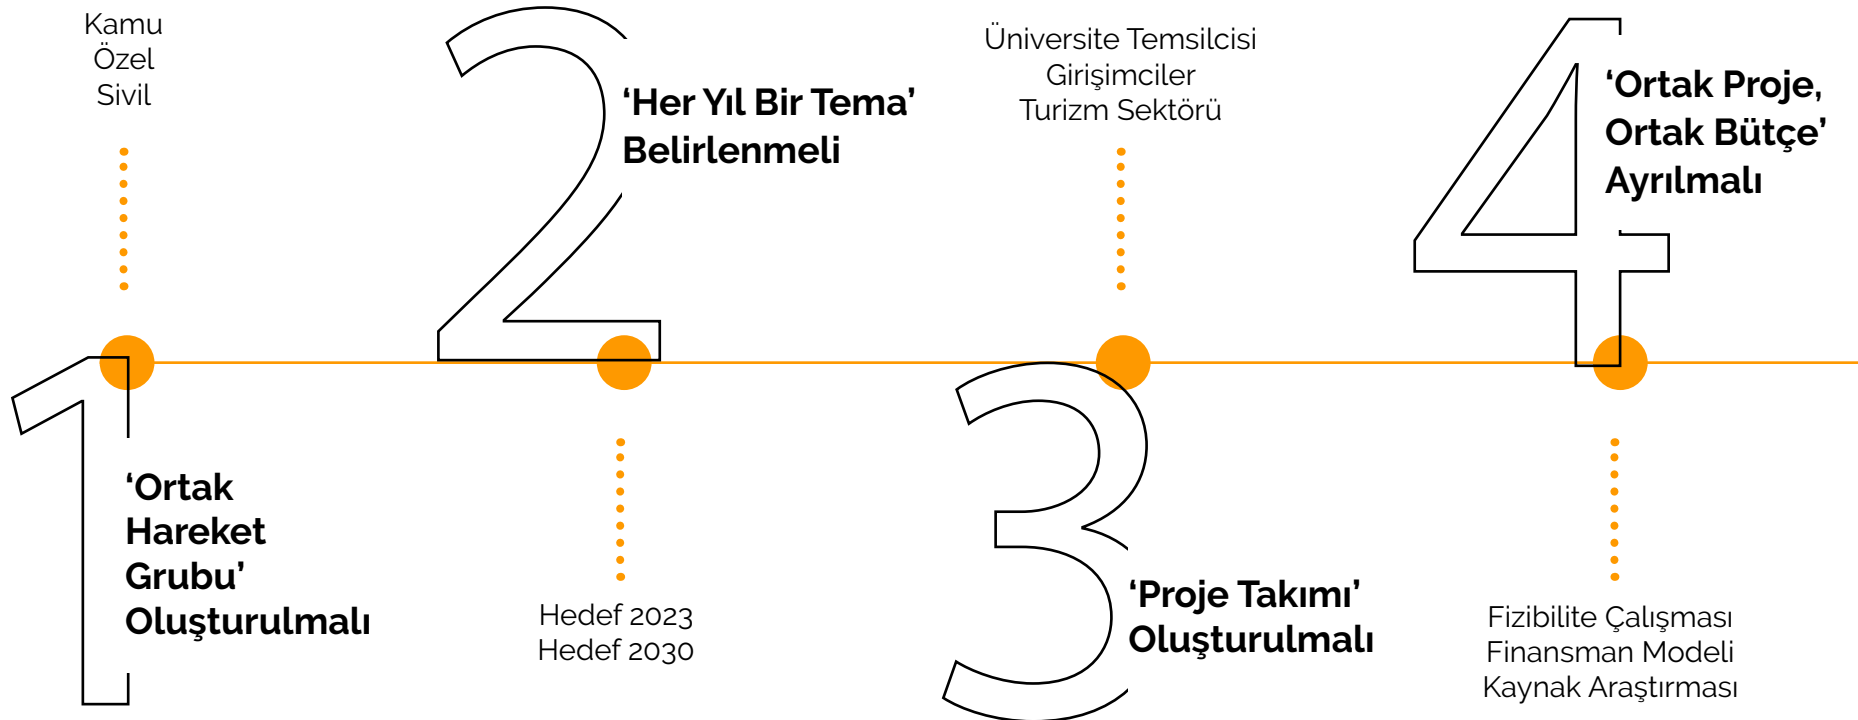 Kamu
Özel
Sivil
1
‘Ortak
Hareket
Grubu’
Oluşturulmalı
2
‘Her Yıl Bir Tema’
Belirlenmeli
Hedef 2023
Hedef 2030
Üniversite Temsilcisi
Girişimciler
Turizm Sektörü
3
‘Proje Takımı’
Oluşturulmalı
4
‘Ortak Proje,
Ortak Bütçe’
Ayrılmalı
Fizibilite Çalışması
Finansman Modeli
Kaynak Araştırması